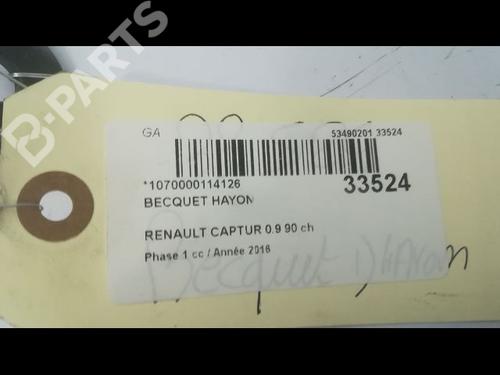 B-PARTS
GA
53490201 33524
*1070000114126
33524
BECQUET HAYON
RENAULT CAPTUR 0.9 90 ch
Phase 1 cc / Année 2016
Becquet